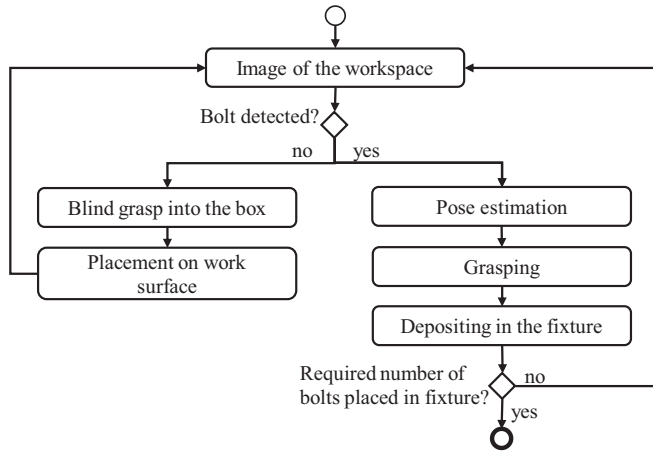 Image of the workspace
Bolt detected?
no
yes
Blind grasp into the box
Pose estimation
Placement on work
surface
Grasping
Depositing in the fixture
Required number of
bolts placed in fixture?
no
yes